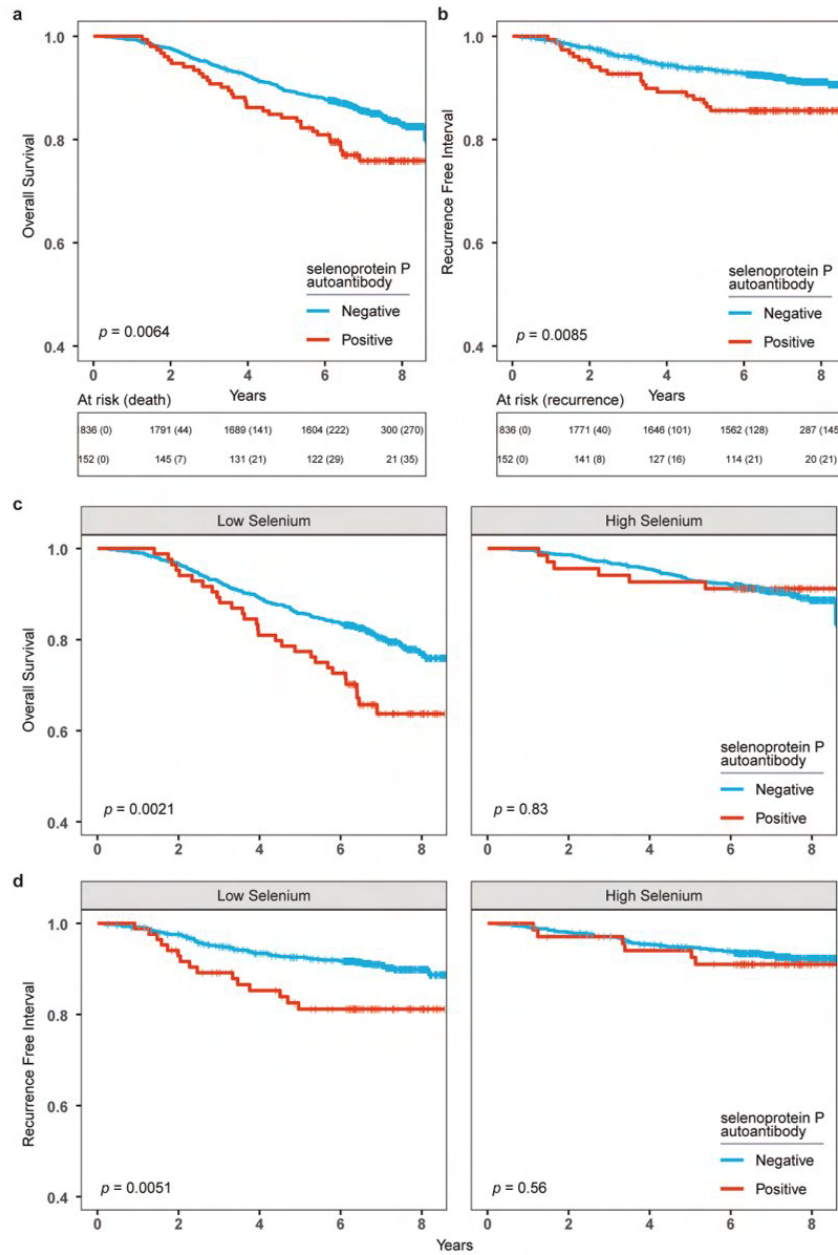 a
1.0
0.8
0.6
0.4
Overall Survival
selenoprotein P
autoantibody
Negative
Positive
p = 0.0064
0 2 4 6 8
Years
At risk (death)
836 (0) 1791 (44) 1689 (141) 1604 (222) 300 (270)
152 (0) 145 (7) 131 (21) 122 (29) 21 (35)
b
1.0
0.8
0.6
0.4
Recurrence Free Interval
selenoprotein P
autoantibody
Negative
Positive
p = 0.0085
0 2 4 6 8
Years
At risk (recurrence)
836 (0) 1771 (40) 1646 (101) 1562 (128) 287 (145
152 (0) 141 (8) 127 (16) 114 (21) 20 (21)
c
Low Selenium
1.0
0.8
0.6
0.4
Overall Survival
p = 0.0021
0 2 4 6 8
High Selenium
selenoprotein P
autoantibody
Negative
Positive
p = 0.83
0 2 4 6 8
d
Low Selenium
1.0
0.8
0.6
0.4
Recurrence Free Interval
p = 0.0051
0 2 4 6 8
High Selenium
selenoprotein P
autoantibody
Negative
Positive
p = 0.56
0 2 4 6 8
Years